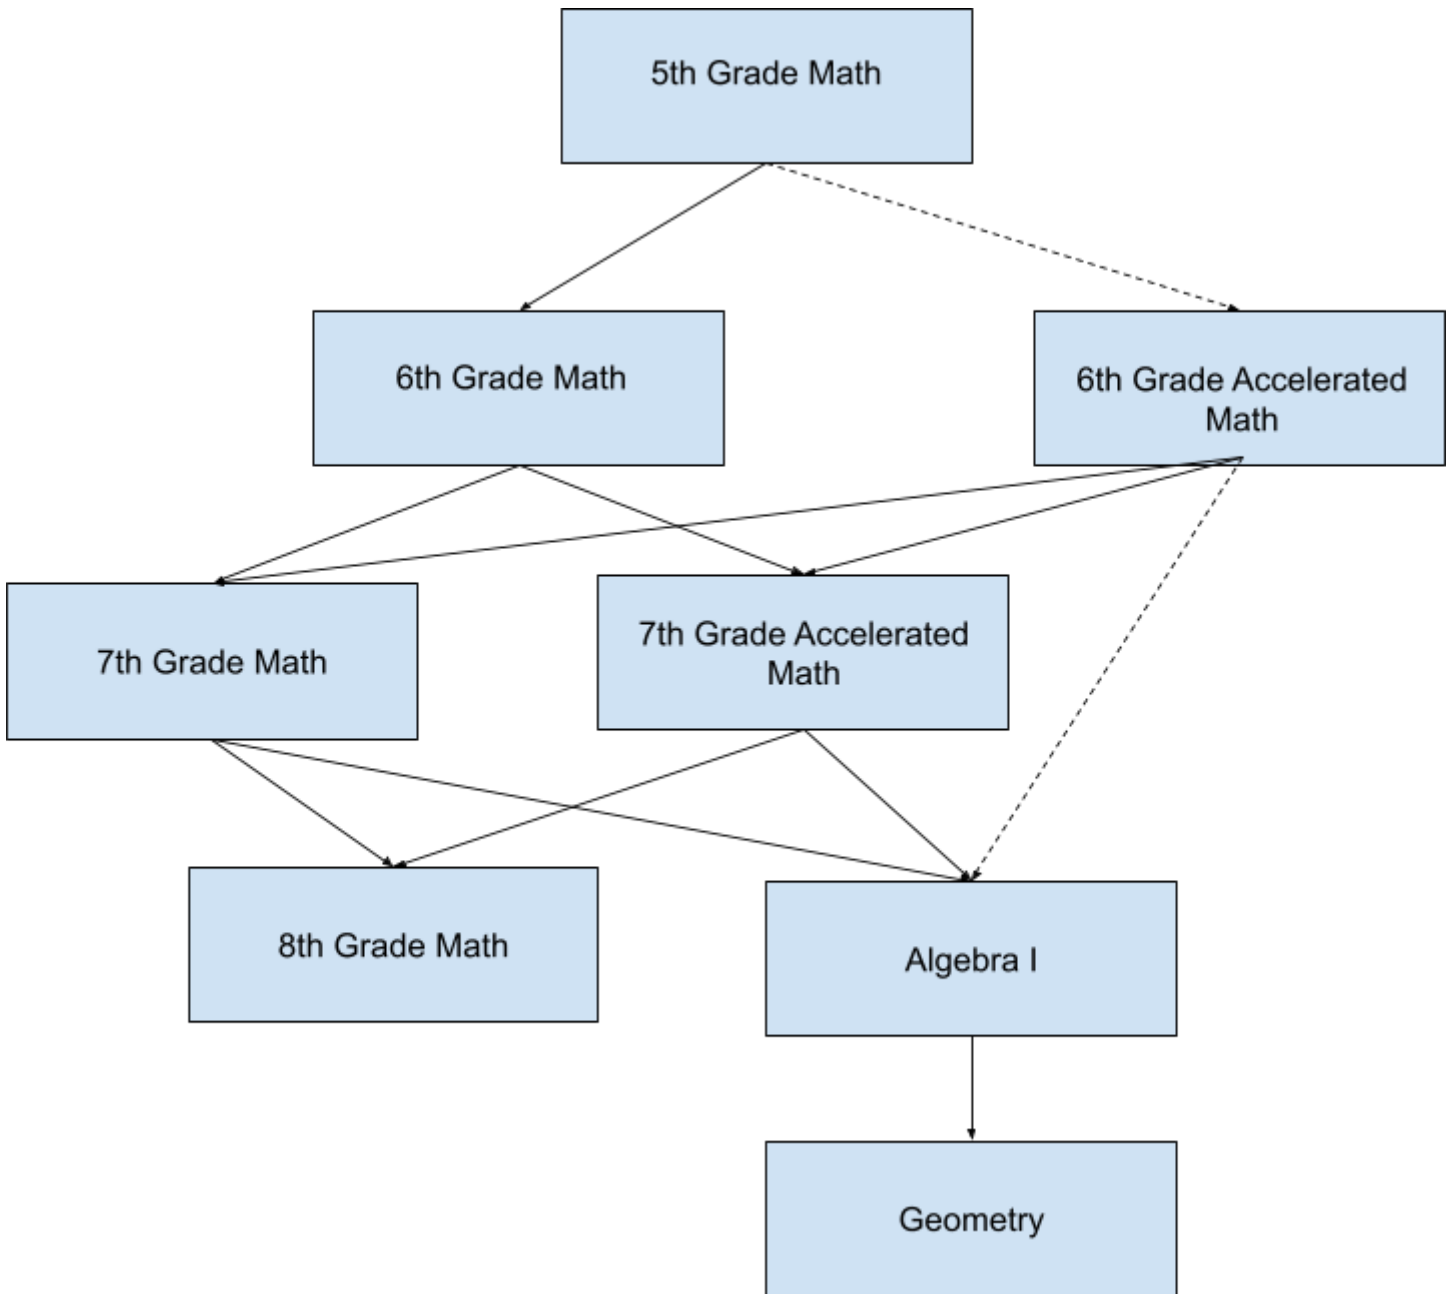 5th Grade Math
6th Grade Math
6th Grade Accelerated
Math
7th Grade Math
7th Grade Accelerated
Math
8th Grade Math
Algebra I
Geometry